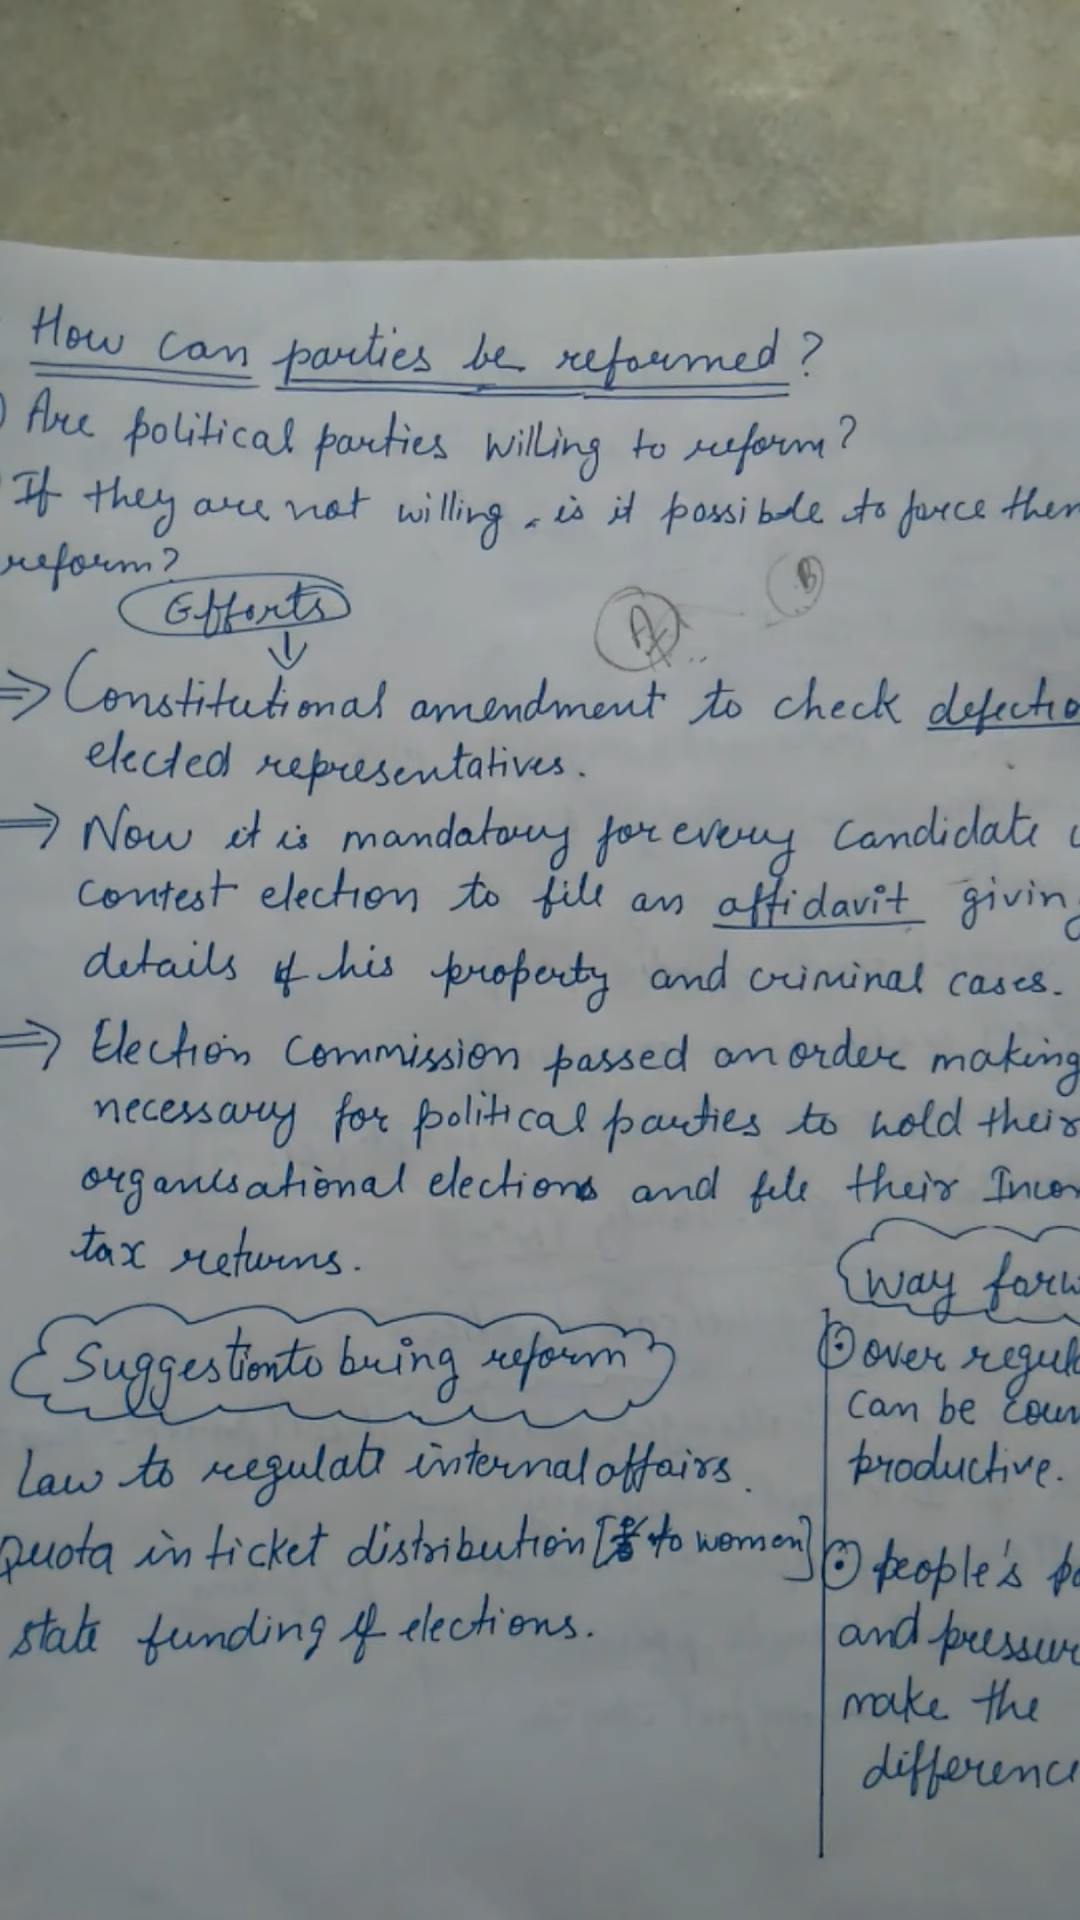 How can parties be reformed?
Are political parties willing to reform?
If they are not willing, is it possible to force them
reform?
Efforts
A
B
Constitutional amendment to check defectio
elected representatives.
Now it is mandatory for every candidate
contest election to file an affidavit giving
details of his property and criminal cases.
Election Commission passed an order making
necessary for political parties to hold their
organisational elections and file their Incom
tax returns.
Suggestion to bring reform
Law to regulate internal affairs.
Quota in ticket distribution [ to women]
state funding of elections.
Way forw
over regul
can be coun
productive.
people's pa
and pressure
make the
difference